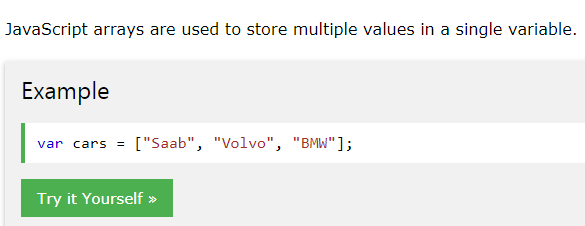 JavaScript arrays are used to store multiple values in a single variable.
Example
var cars = ["Saab", "Volvo", "BMW"];
Try it Yourself »